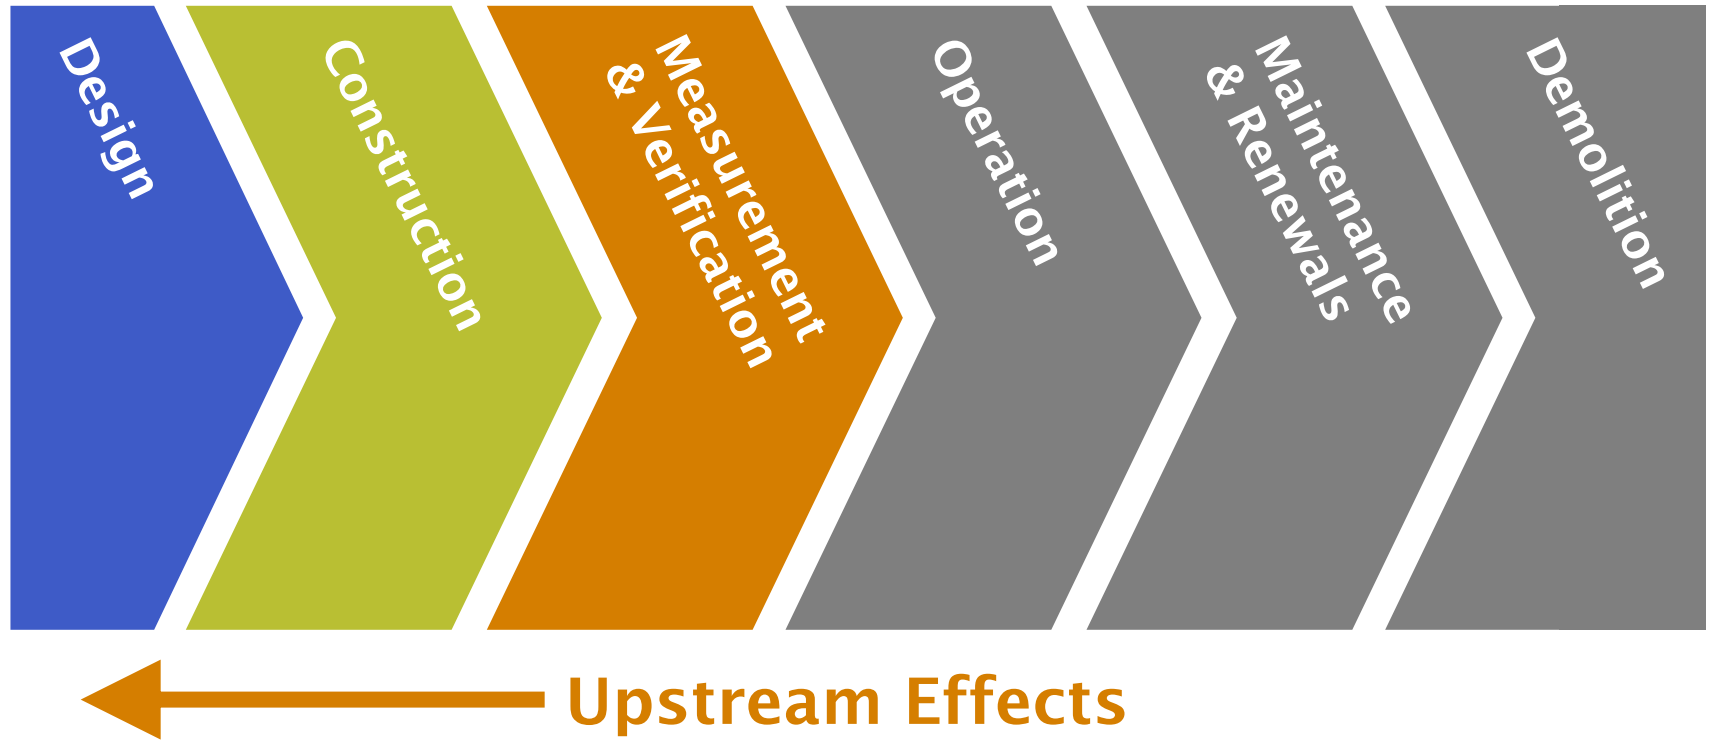 Design
Construction
Measurement
& Verification
Operation
Maintenance
& Renewals
Demolition
Upstream Effects